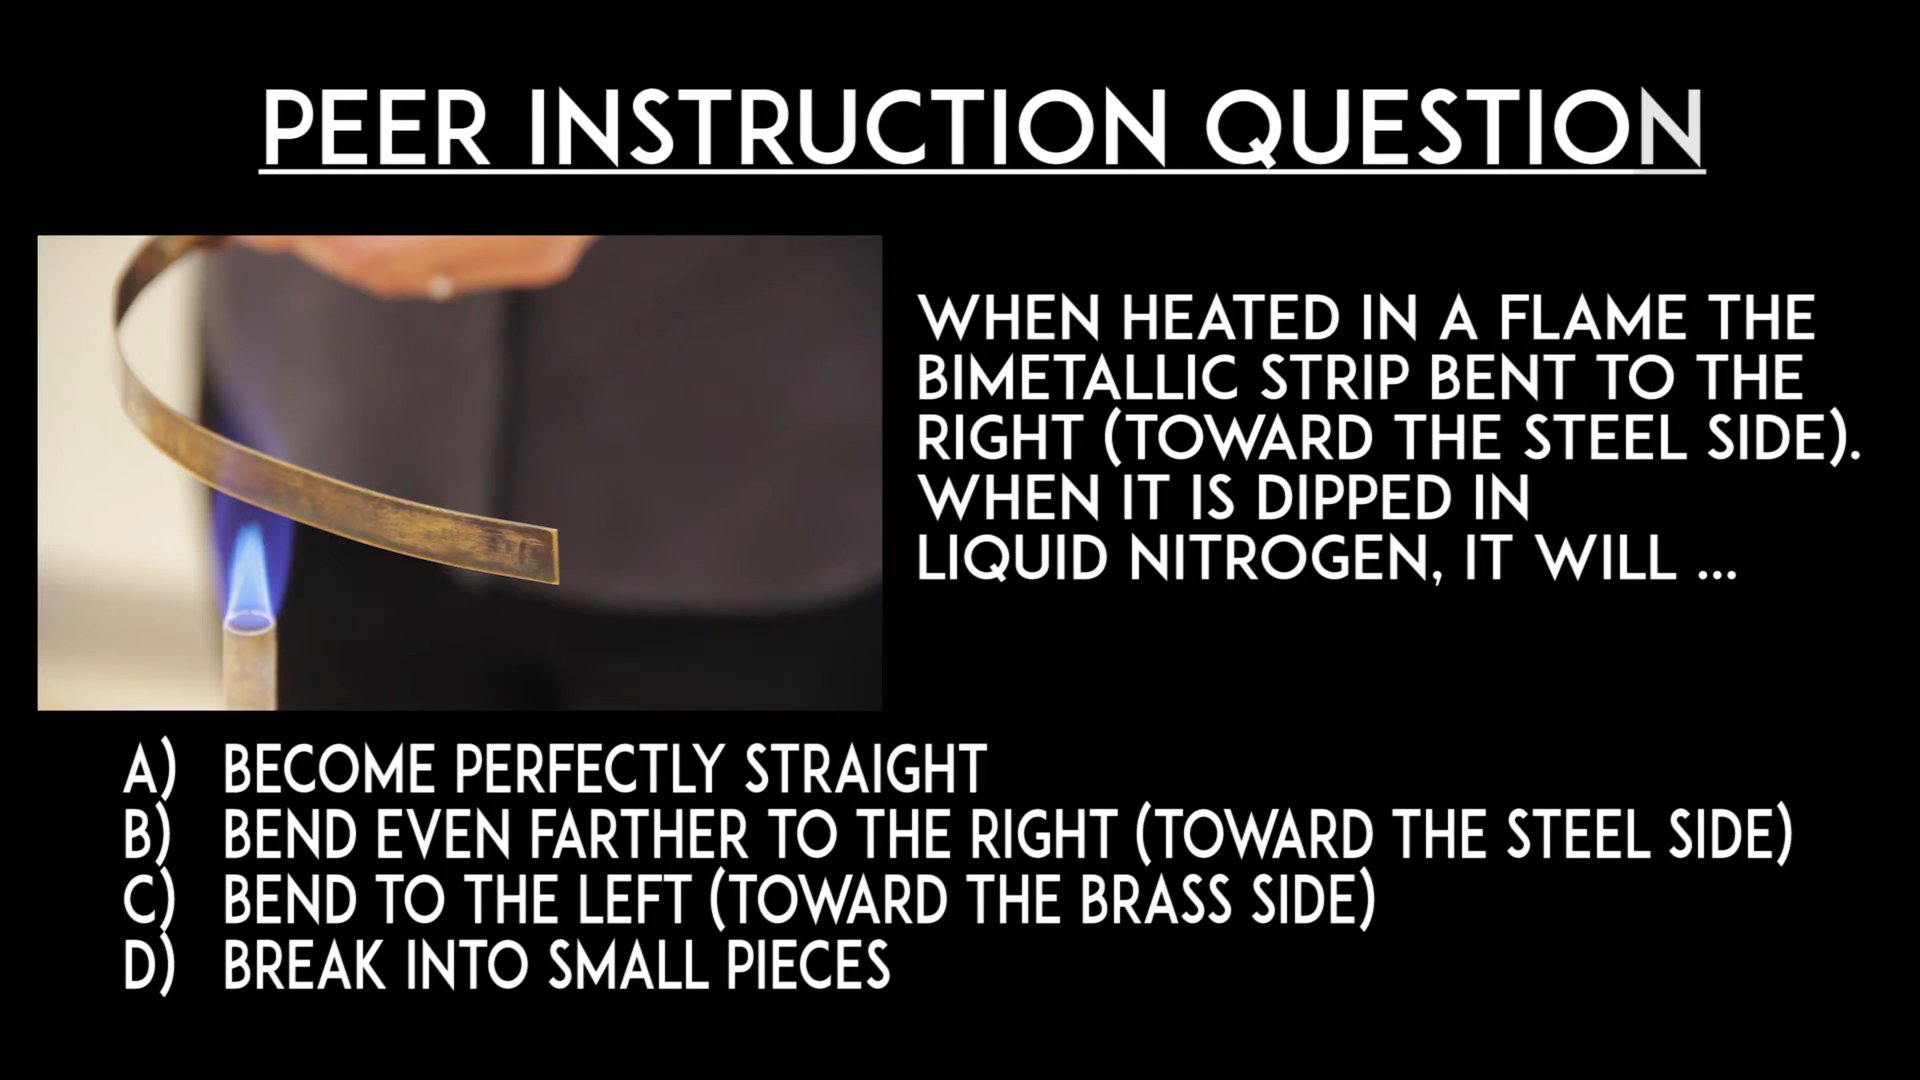 PEER INSTRUCTION QUESTION
WHEN HEATED IN A FLAME THE
BIMETALLIC STRIP BENT TO THE
RIGHT (TOWARD THE STEEL SIDE).
WHEN IT IS DIPPED IN
LIQUID NITROGEN, IT WILL ...
A) BECOME PERFECTLY STRAIGHT
B) BEND EVEN FARTHER TO THE RIGHT (TOWARD THE STEEL SIDE)
C) BEND TO THE LEFT (TOWARD THE BRASS SIDE)
D) BREAK INTO SMALL PIECES